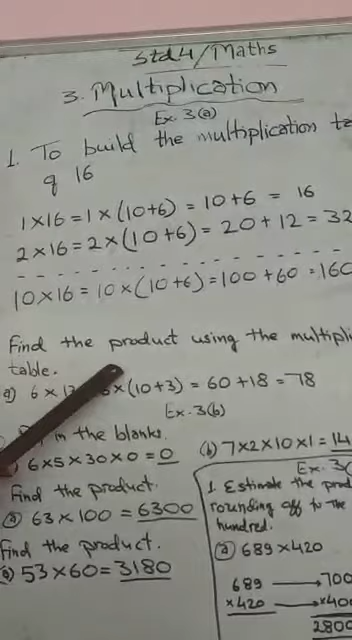 Std 4/Maths
3. Multiplication
Ex. 3(a)
1. To build the multiplication
of 16
1 × 16 = 1 × (10+6) = 10 + 6 = 16
2 × 16 = 2 × (10+6) = 20 + 12 = 32
10 × 16 = 10 × (10+6) = 100 + 60 = 160
Find the product using the
table.
a) 6 × × (10+3) = 60 + 18 = 78
Ex. 3(b)
in the blanks.
6 × 5 × 30 × 0 = 0
(b) 7 × 2 × 10 × 1 = 14
Find the product.
(a) 63 × 100 = 6300
Find the product.
(a) 53 × 60 = 3180
Ex. 3(
1. Estimate the
rounding off to the
hundred.
(a) 689 × 420
689 → 700
× 420 → × 400
2800